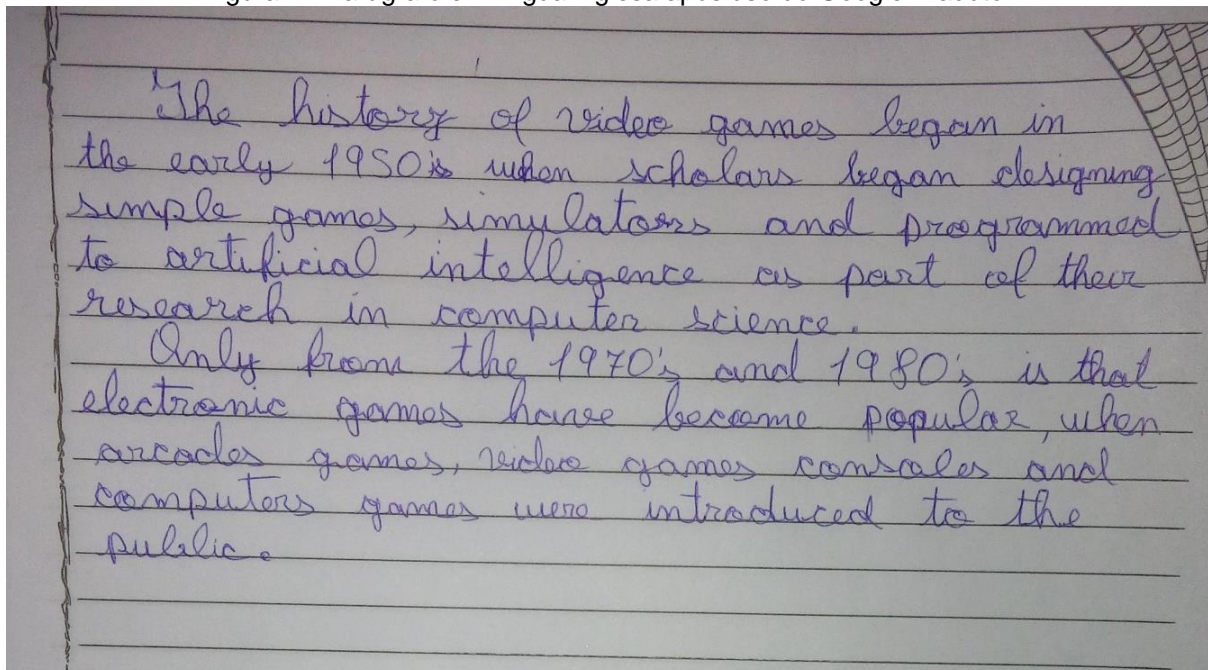 The history of video games began in
the early 1950's when scholars began designing
simple games, simulators and programmed
to artificial intelligence as part of their
research in computer science.
Only from the 1970's and 1980's is that
electronic games have become popular, when
arcades games, video games consoles and
computers games were introduced to the
public.